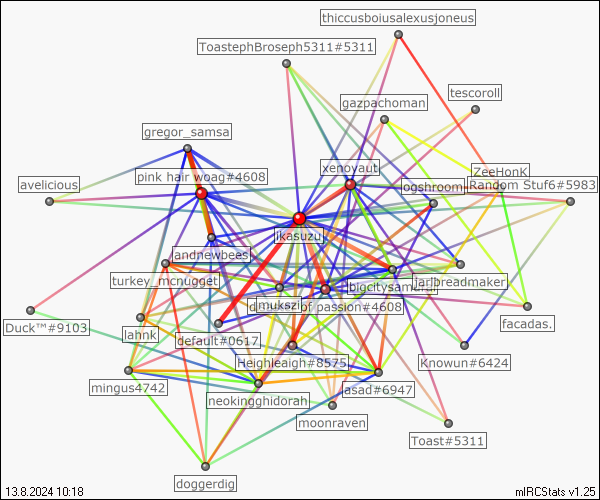 thiccusboiusalexusjoneus
ToastephBroseph5311#5311
tescoroll
gazpachoman
gregor_samsa
xenoyaut
ZeeHonK
pink hair woag#4608
avelicious
ogshroom
Random Stuf6#5983
ikasuzu
andnewbees
turkey_mcnugget
bigcitysam
jarlbreadmaker
mukszi
of passion#4608
facadas.
Duck™#9103
lahnk
default#0617
Heighleaigh#8575
Knowun#6424
mingus4742
neokingghidorah
asad#6947
moonraven
Toast#5311
doggerdig
13.8.2024 10:18
mIRCStats v1.25